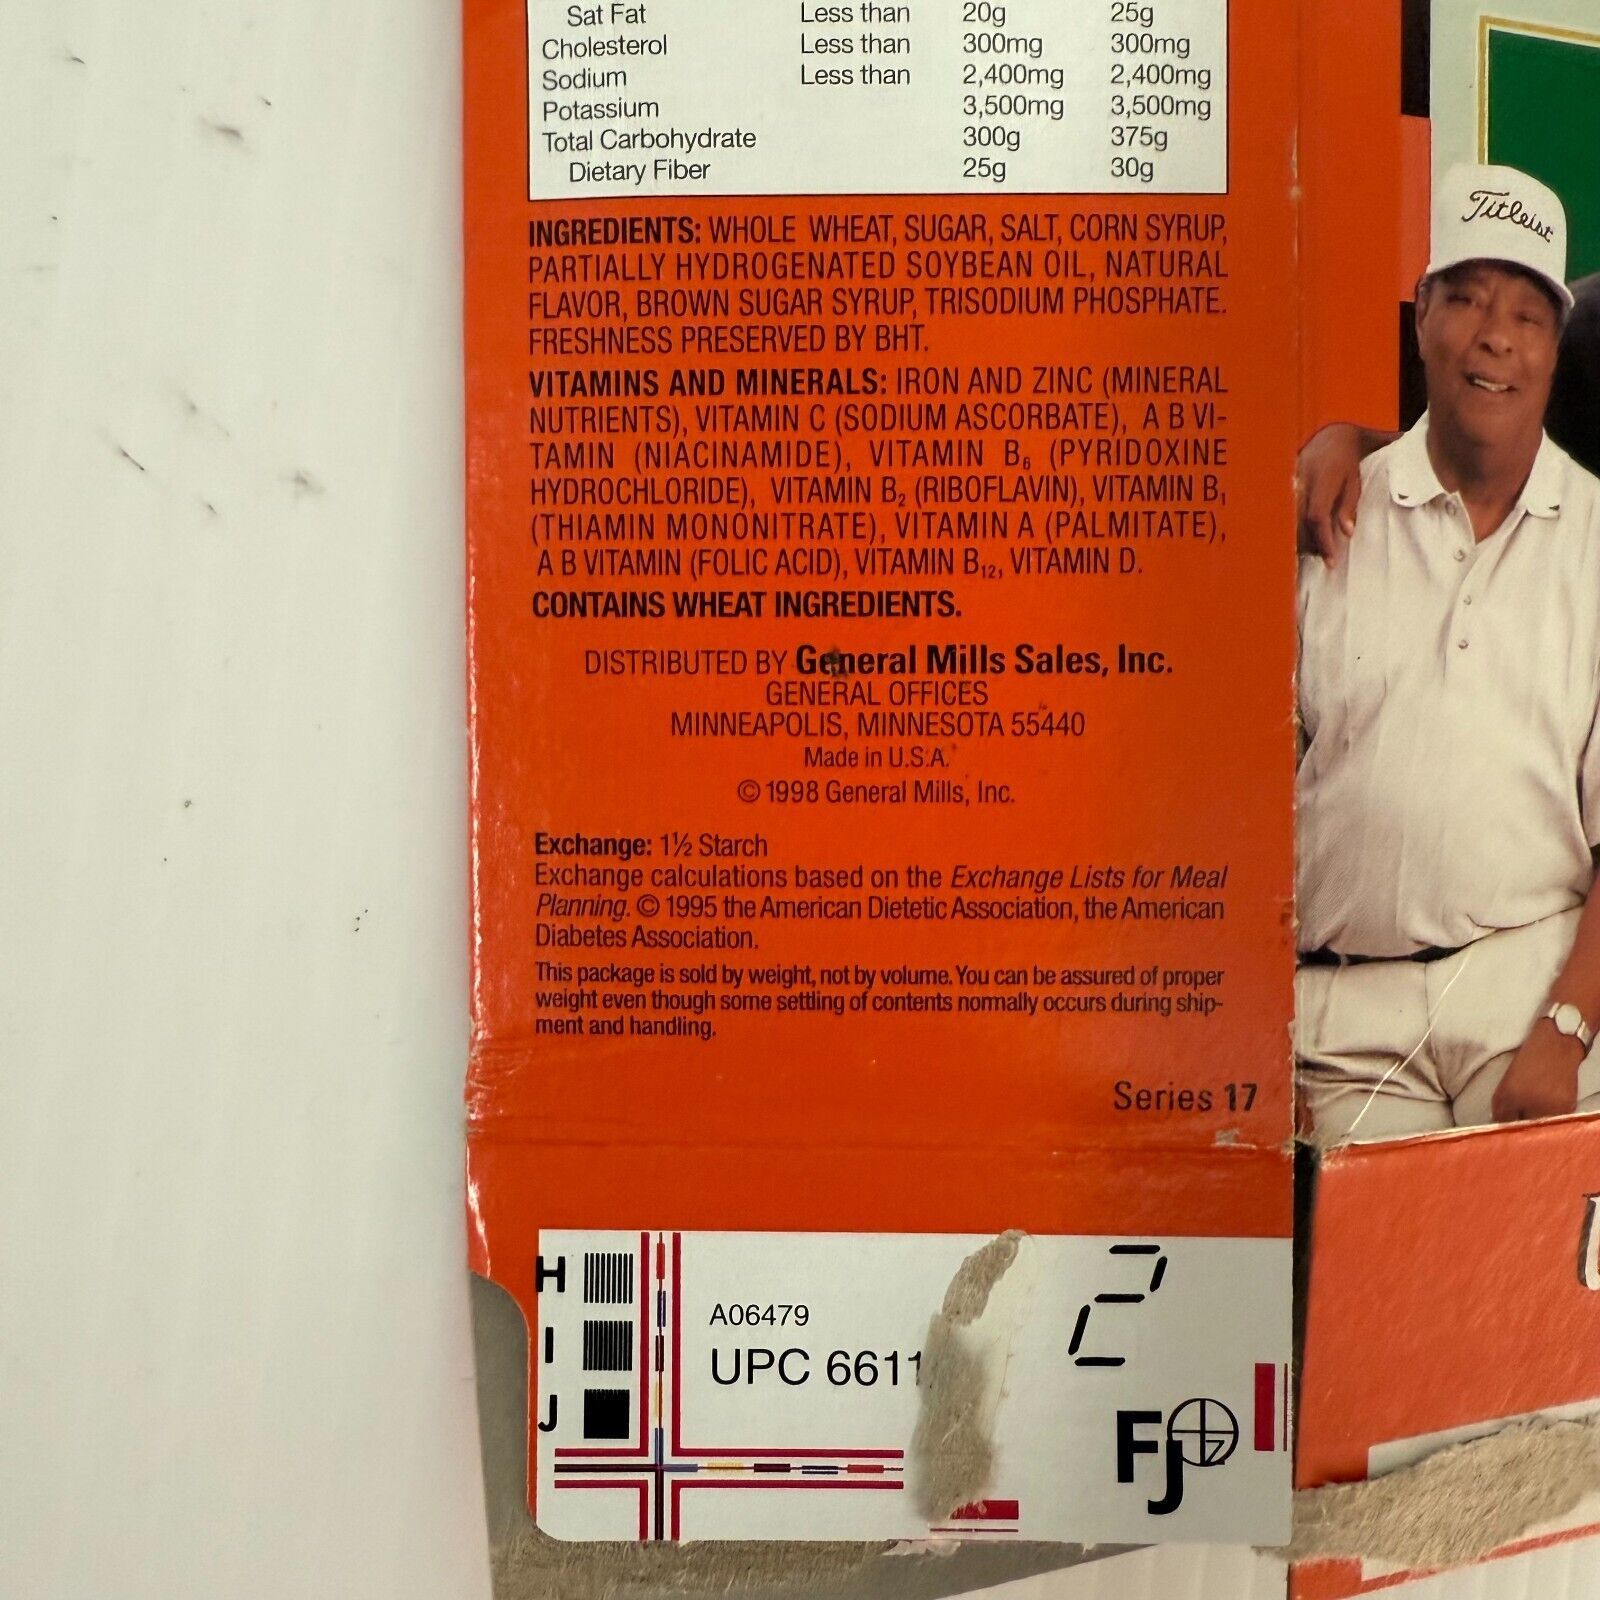 Sat Fat Less than 20g 25g
Cholesterol Less than 300mg 300mg
Sodium Less than 2,400mg 2,400mg
Potassium 3,500mg 3,500mg
Total Carbohydrate 300g 375g
Dietary Fiber 25g 30g
INGREDIENTS: WHOLE WHEAT, SUGAR, SALT, CORN SYRUP,
PARTIALLY HYDROGENATED SOYBEAN OIL, NATURAL
FLAVOR, BROWN SUGAR SYRUP, TRISODIUM PHOSPHATE.
FRESHNESS PRESERVED BY BHT.
VITAMINS AND MINERALS: IRON AND ZINC (MINERAL
NUTRIENTS), VITAMIN C (SODIUM ASCORBATE), A B VI-
TAMIN (NIACINAMIDE), VITAMIN B₆ (PYRIDOXINE
HYDROCHLORIDE), VITAMIN B₂ (RIBOFLAVIN), VITAMIN B₁
(THIAMIN MONONITRATE), VITAMIN A (PALMITATE),
A B VITAMIN (FOLIC ACID), VITAMIN B₁₂, VITAMIN D.
CONTAINS WHEAT INGREDIENTS.
DISTRIBUTED BY General Mills Sales, Inc.
GENERAL OFFICES
MINNEAPOLIS, MINNESOTA 55440
Made in U.S.A.
© 1998 General Mills, Inc.
Exchange: 1½ Starch
Exchange calculations based on the Exchange Lists for Meal
Planning. © 1995 the American Dietetic Association, the American
Diabetes Association.
This package is sold by weight, not by volume. You can be assured of proper
weight even though some settling of contents normally occurs during ship-
ment and handling.
Series 17
H
I
J
A06479
UPC 6611
2
FJ
Z
Titleist